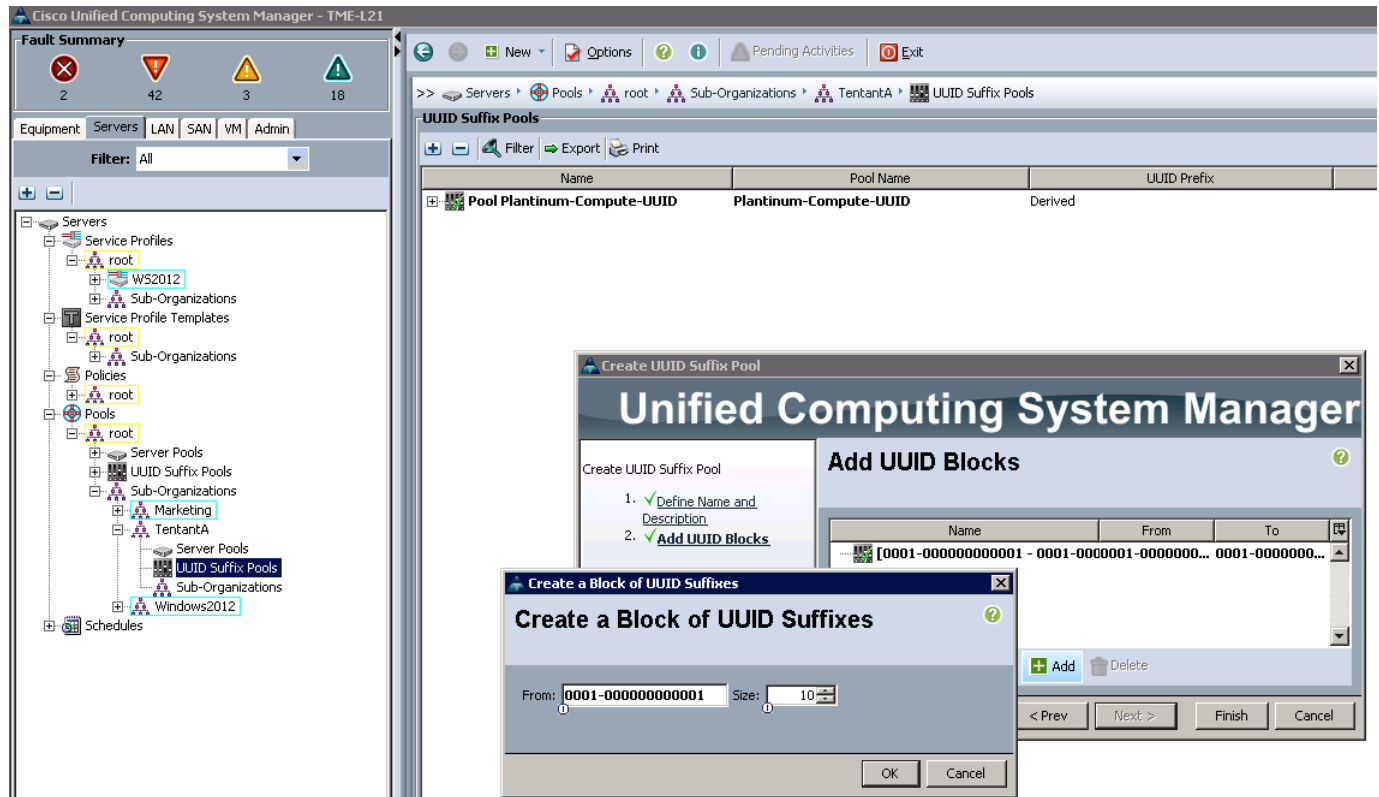 Cisco Unified Computing System Manager - TME-L21
Fault Summary
2 42 3 18
Equipment Servers LAN SAN VM Admin
Filter: All
Servers
Service Profiles
root
WS2012
Sub-Organizations
Service Profile Templates
root
Sub-Organizations
Policies
root
Pools
root
Server Pools
UUID Suffix Pools
Sub-Organizations
Marketing
TentantA
Server Pools
UUID Suffix Pools
Sub-Organizations
Windows2012
Schedules
New Options Pending Activities Exit
>> Servers Pools root Sub-Organizations TentantA UUID Suffix Pools
UUID Suffix Pools
Filter Export Print
Name Pool Name UUID Prefix
Pool Plantinum-Compute-UUID Plantinum-Compute-UUID Derived
Create UUID Suffix Pool
Unified Computing System Manager
Create UUID Suffix Pool
1. Define Name and
Description
2. Add UUID Blocks
Add UUID Blocks
Name From To
[0001-000000000001 - 0001-0000001-0000000... 0001-0000000...
Add Delete
< Prev Next > Finish Cancel
Create a Block of UUID Suffixes
Create a Block of UUID Suffixes
From: 0001-000000000001 Size: 10
OK Cancel